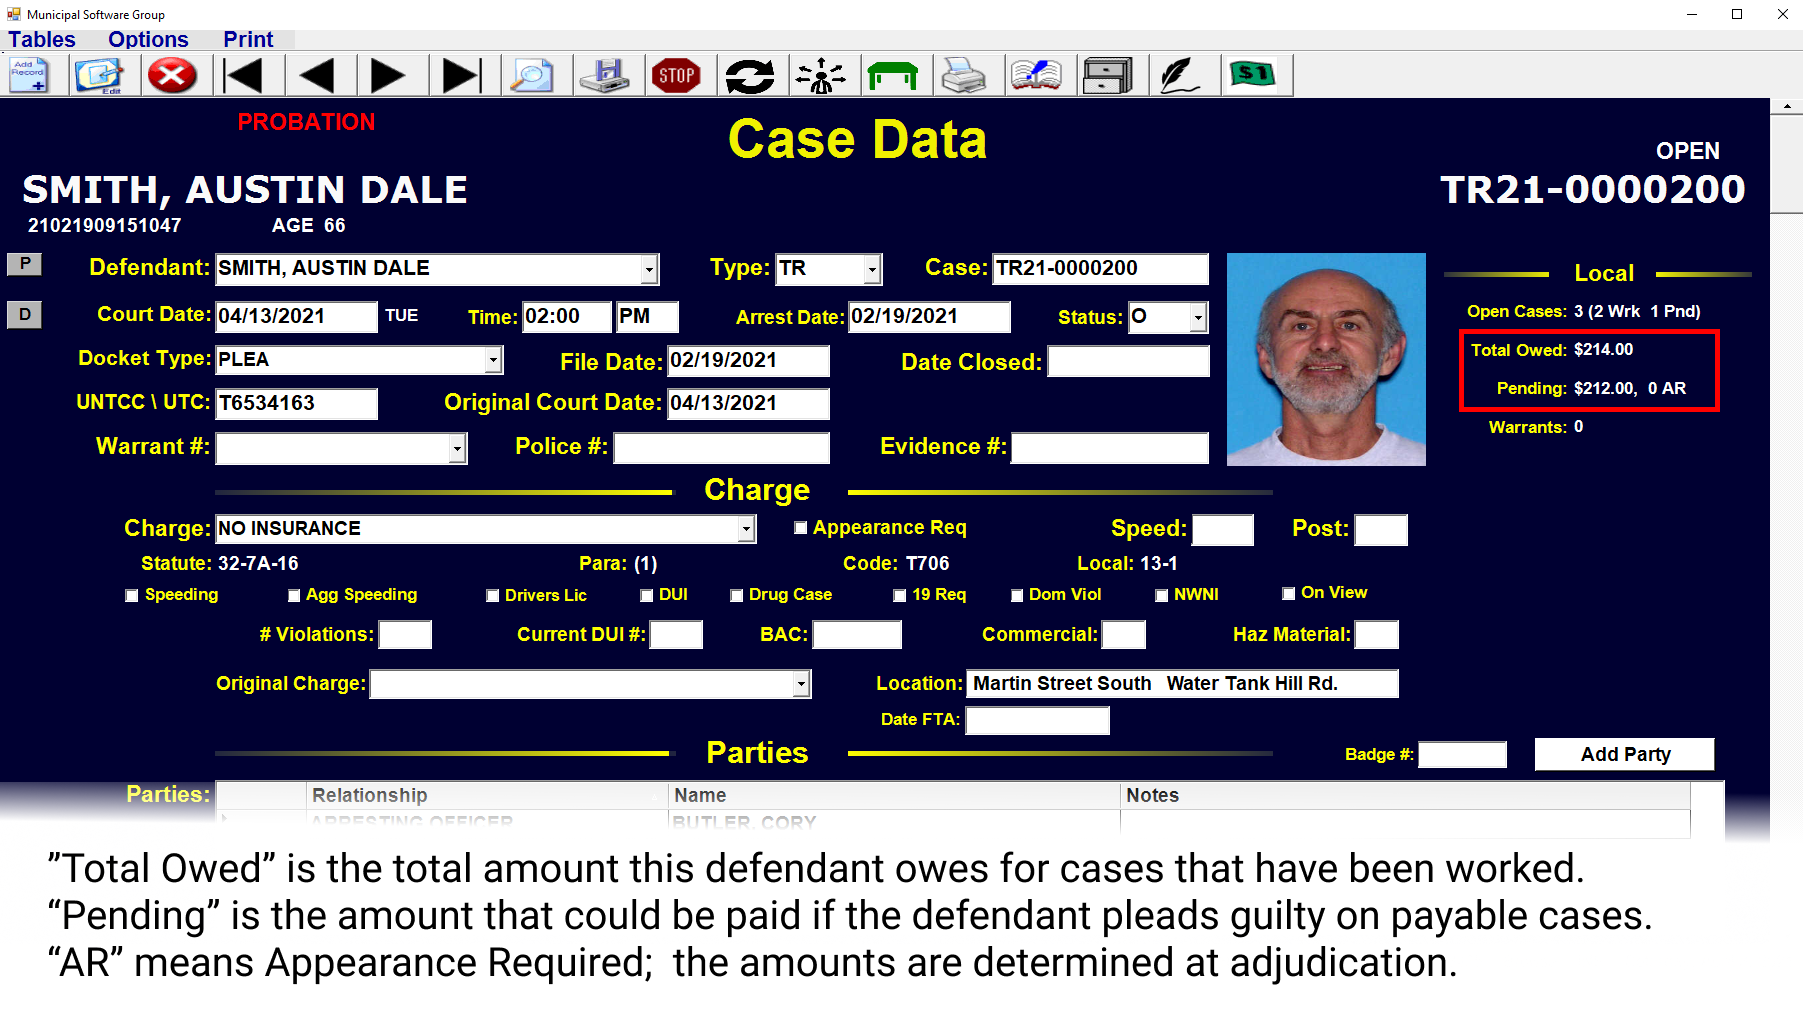 Municipal Software Group
Tables Options Print
Add Record Edit STOP $1
PROBATION
Case Data
OPEN
SMITH, AUSTIN DALE
TR21-0000200
21021909151047 AGE 66
P Defendant: SMITH, AUSTIN DALE Type: TR Case: TR21-0000200
Local
D Court Date: 04/13/2021 TUE Time: 02:00 PM Arrest Date: 02/19/2021 Status: O
Open Cases: 3 (2 Wrk 1 Pnd)
Docket Type: PLEA File Date: 02/19/2021 Date Closed:
Total Owed: $214.00
UNTCC \ UTC: T6534163 Original Court Date: 04/13/2021
Pending: $212.00, 0 AR
Warrant #: Police #: Evidence #:
Warrants: 0
Charge
Charge: NO INSURANCE Appearance Req Speed: Post:
Statute: 32-7A-16 Para: (1) Code: T706 Local: 13-1
Speeding Agg Speeding Drivers Lic DUI Drug Case 19 Req Dom Viol NWNI On View
# Violations: Current DUI #: BAC: Commercial: Haz Material:
Original Charge: Location: Martin Street South Water Tank Hill Rd.
Date FTA:
Parties
Badge #: Add Party
Parties: Relationship Name Notes
ARRESTING OFFICER BUTLER, CORY
”Total Owed” is the total amount this defendant owes for cases that have been worked.
“Pending” is the amount that could be paid if the defendant pleads guilty on payable cases.
“AR” means Appearance Required; the amounts are determined at adjudication.